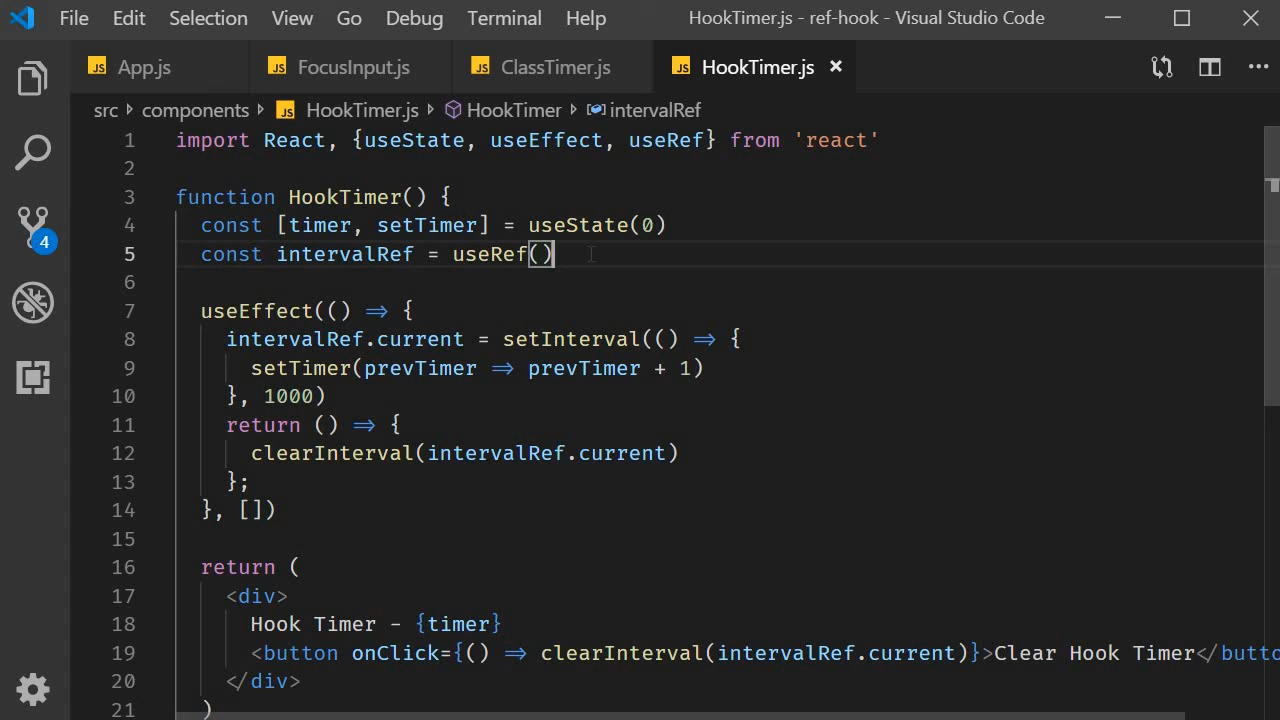 File Edit Selection View Go Debug Terminal Help HookTimer.js - ref-hook - Visual Studio Code
JS App.js JS FocusInput.js JS ClassTimer.js JS HookTimer.js
src components JS HookTimer.js HookTimer intervalRef
1 import React, {useState, useEffect, useRef} from 'react'
2
3 function HookTimer() {
4 const [timer, setTimer] = useState(0)
5 const intervalRef = useRef()
6
7 useEffect(() => {
8 intervalRef.current = setInterval(() => {
9 setTimer(prevTimer => prevTimer + 1)
10 }, 1000)
11 return () => {
12 clearInterval(intervalRef.current)
13 };
14 }, [])
15
16 return (
17 <div>
18 Hook Timer - {timer}
19 <button onClick={() => clearInterval(intervalRef.current)}>Clear Hook Timer</butto
20 </div>
21 )
4